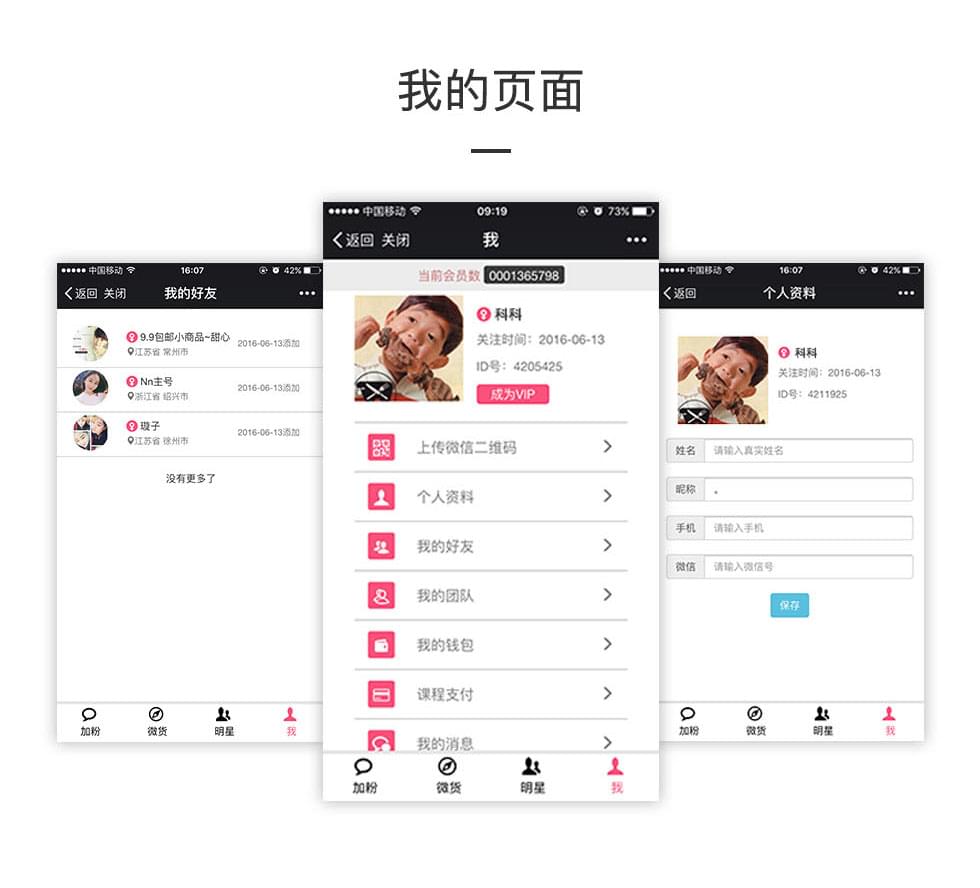 我的页面
中国移动 16:07 42%
返回 关闭 我的好友
9.9包邮小商品~甜心
江苏省 常州市
2016-06-13添加
Nn主号
浙江省 绍兴市
2016-06-13添加
璇子
江苏省 徐州市
2016-06-13添加
没有更多了
加粉 微货 明星 我
中国移动 09:19 73%
返回 关闭 我
当前会员数 0001365798
科科
关注时间：2016-06-13
ID号：4205425
成为VIP
上传微信二维码
个人资料
我的好友
我的团队
我的钱包
课程支付
我的消息
加粉 微货 明星 我
中国移动 16:07 42%
返回 个人资料
科科
关注时间：2016-06-13
ID号：4211925
姓名 请输入真实姓名
昵称 。
手机 请输入手机
微信 请输入微信号
保存
加粉 微货 明星 我